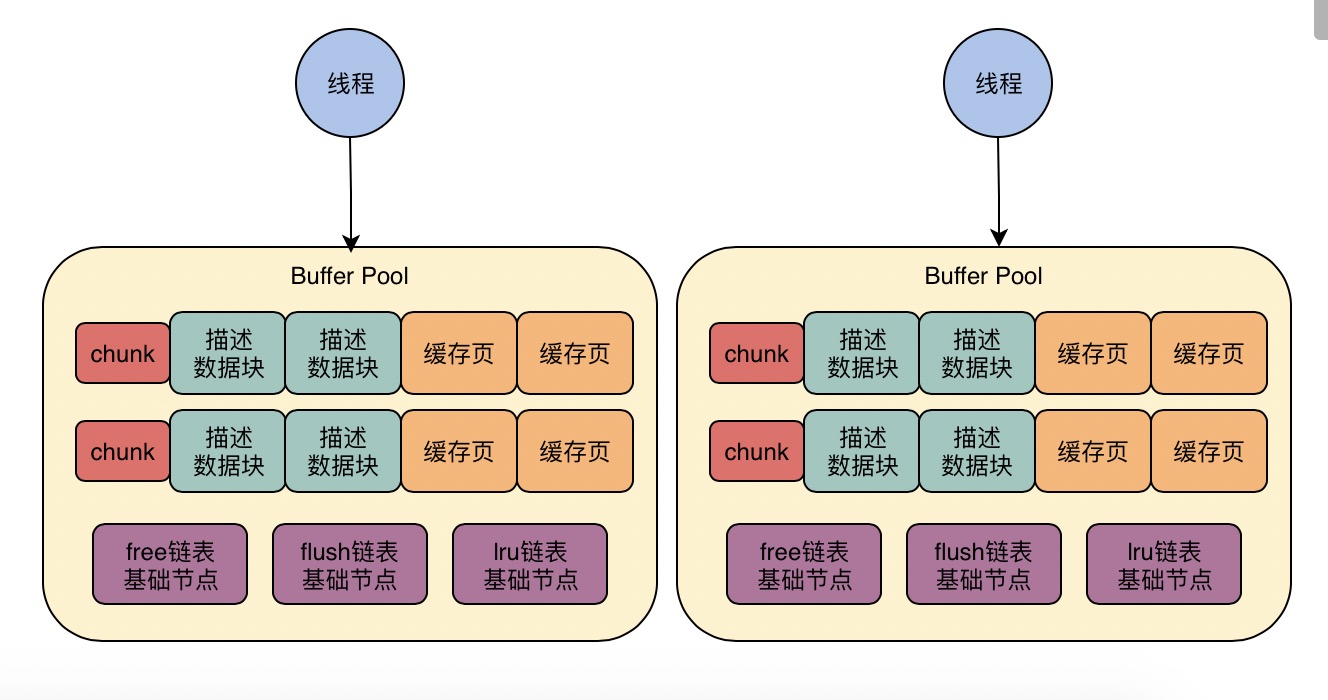 线程
线程
Buffer Pool
chunk
描述
数据块
描述
数据块
缓存页
缓存页
chunk
描述
数据块
描述
数据块
缓存页
缓存页
free链表
基础节点
flush链表
基础节点
lru链表
基础节点
Buffer Pool
chunk
描述
数据块
描述
数据块
缓存页
缓存页
chunk
描述
数据块
描述
数据块
缓存页
缓存页
free链表
基础节点
flush链表
基础节点
lru链表
基础节点